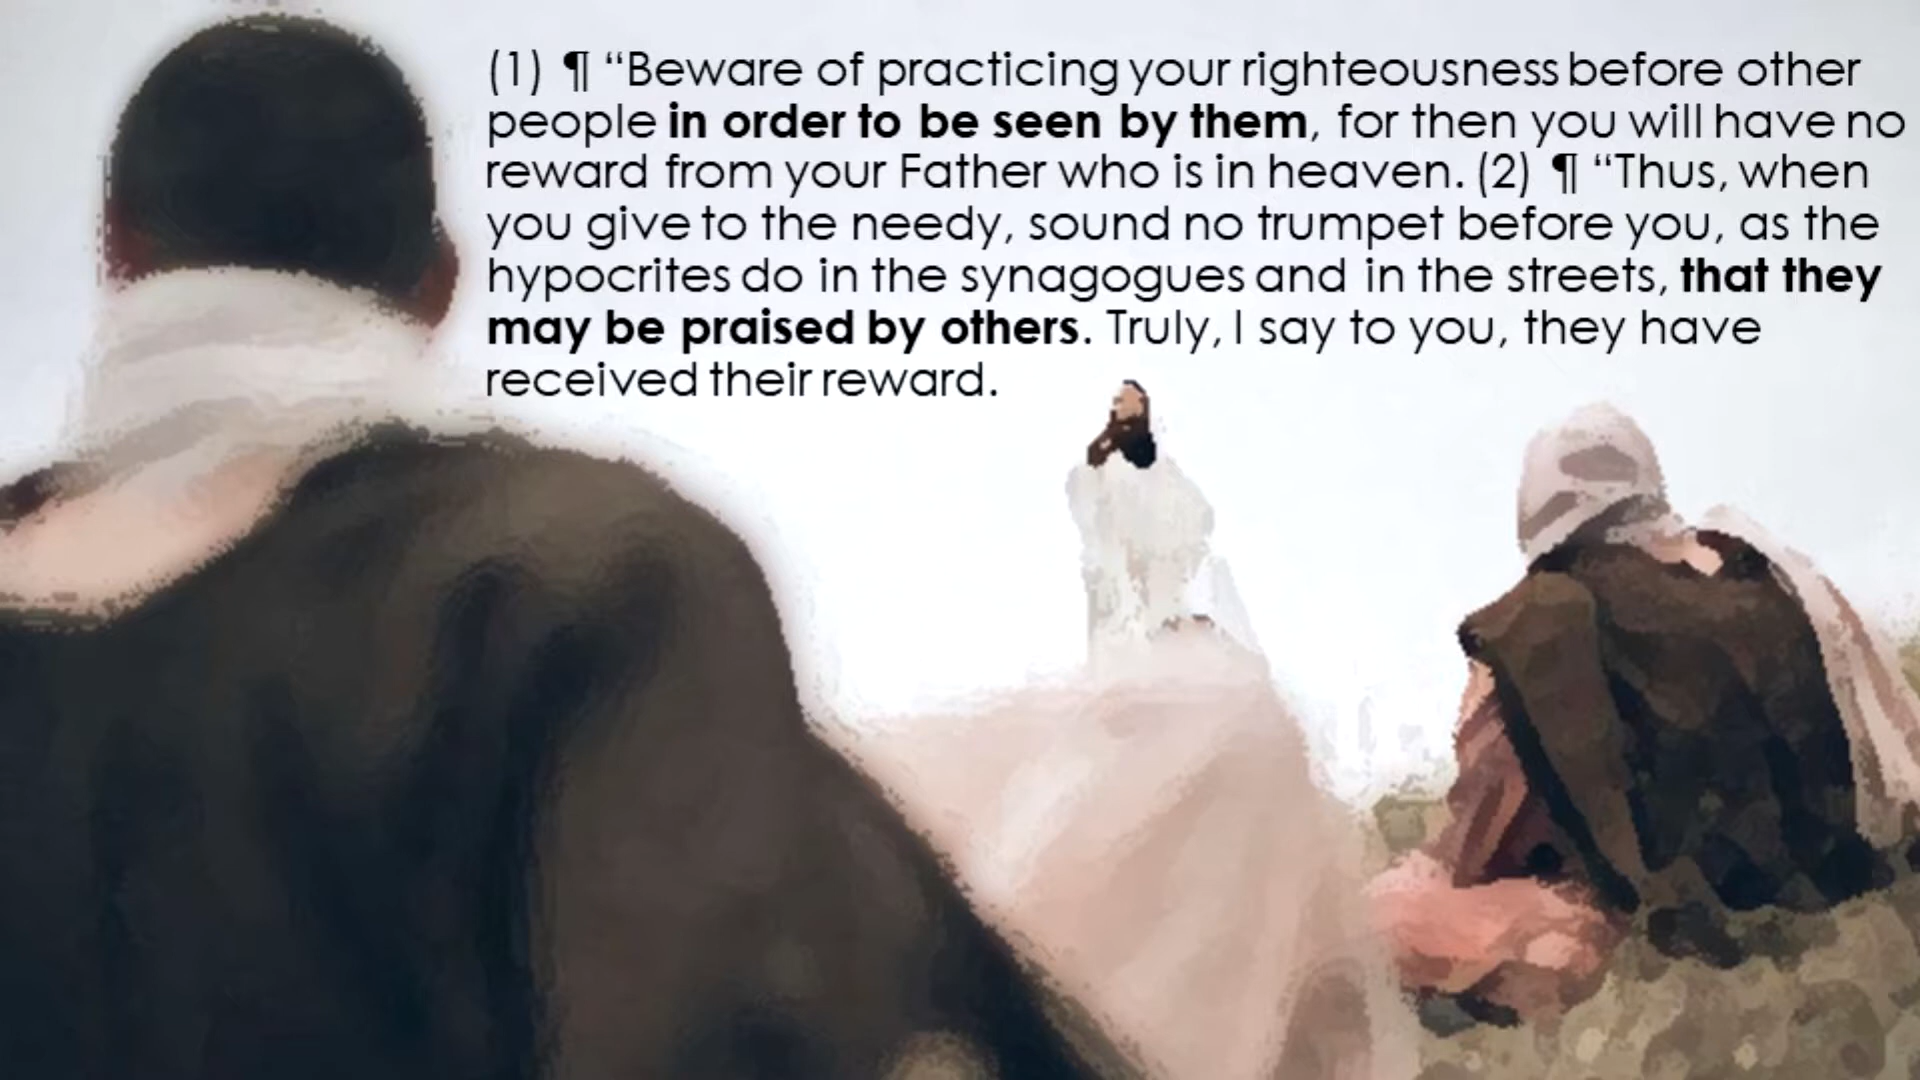 (1) ¶ “Beware of practicing your righteousness before other
people in order to be seen by them, for then you will have no
reward from your Father who is in heaven. (2) ¶ “Thus, when
you give to the needy, sound no trumpet before you, as the
hypocrites do in the synagogues and in the streets, that they
may be praised by others. Truly, I say to you, they have
received their reward.